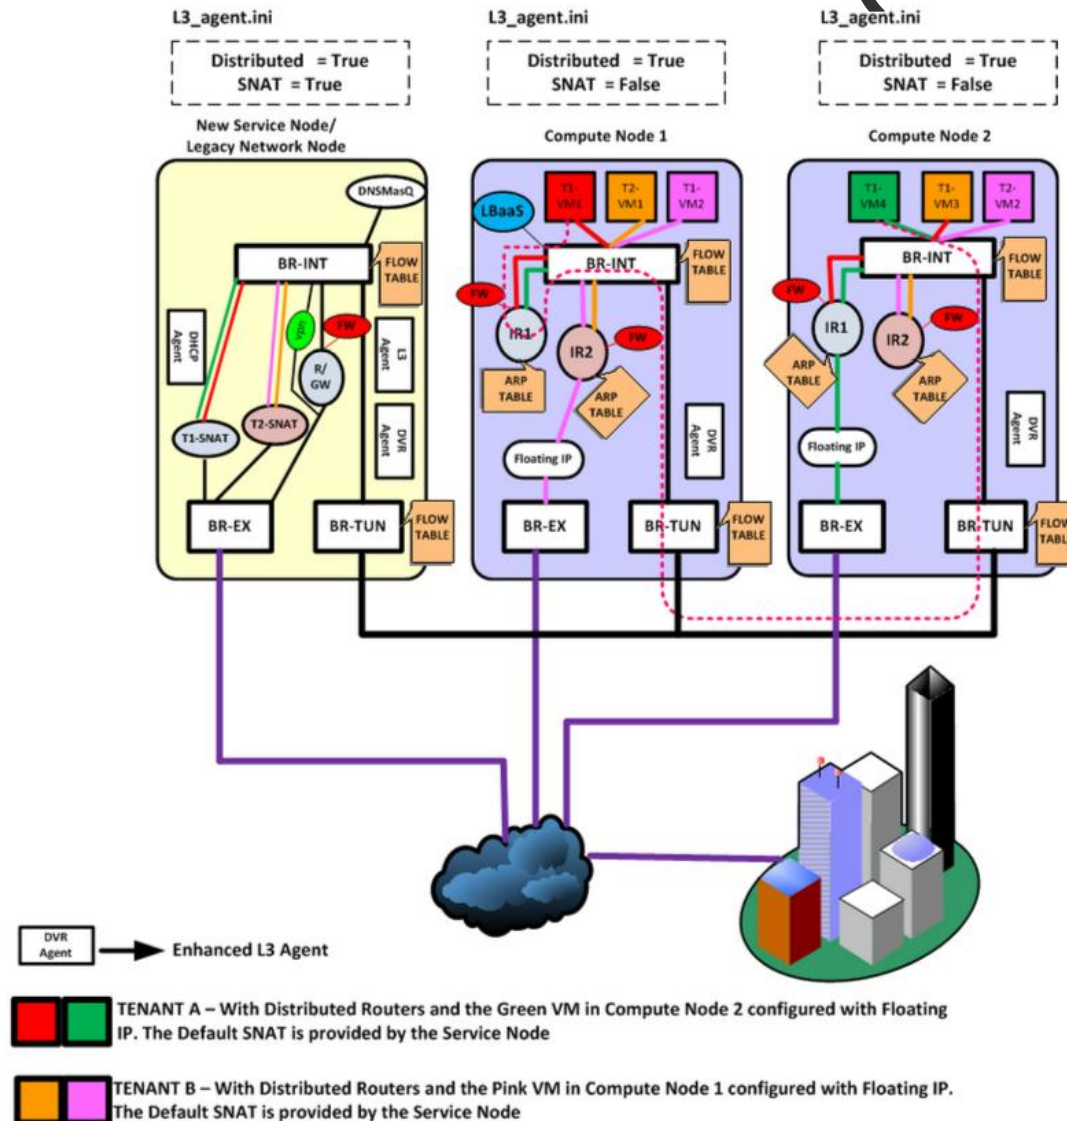 L3_agent.ini
L3_agent.ini
L3_agent.ini
Distributed = True
SNAT = True
Distributed = True
SNAT = False
Distributed = True
SNAT = False
New Service Node/
Legacy Network Node
Compute Node 1
Compute Node 2
DNSMasQ
BR-INT
FLOW
TABLE
DHCP
Agent
VPN
FW
R/
GW
L3
Agent
T1-SNAT
T2-SNAT
DVR
Agent
BR-EX
BR-TUN
FLOW
TABLE
LBaaS
T1-
VM1
T2-
VM1
T1-
VM2
BR-INT
FLOW
TABLE
FW
IR1
IR2
FW
ARP
TABLE
ARP
TABLE
Floating IP
DVR
Agent
BR-EX
BR-TUN
FLOW
TABLE
T1-
VM4
T1-
VM3
T2-
VM2
BR-INT
FLOW
TABLE
FW
IR1
IR2
FW
ARP
TABLE
ARP
TABLE
Floating IP
DVR
Agent
BR-EX
BR-TUN
FLOW
TABL
DVR
Agent
Enhanced L3 Agent
TENANT A – With Distributed Routers and the Green VM in Compute Node 2 configured with Floating
IP. The Default SNAT is provided by the Service Node
TENANT B – With Distributed Routers and the Pink VM in Compute Node 1 configured with Floating IP.
The Default SNAT is provided by the Service Node